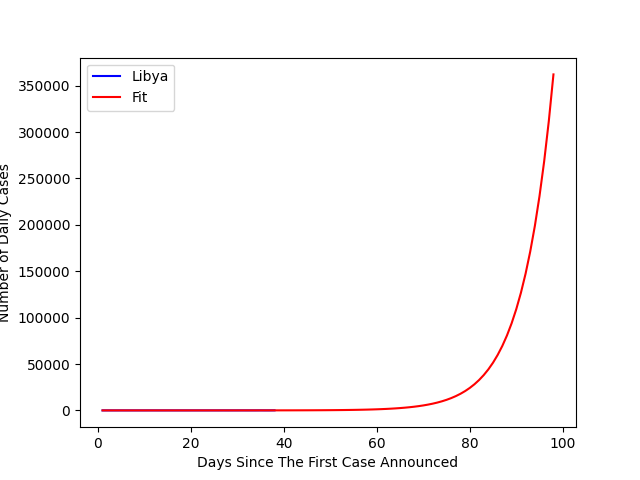 Libya
Fit
350000
300000
250000
200000
150000
100000
50000
0
Number of Daily Cases
0 20 40 60 80 100
Days Since The First Case Announced